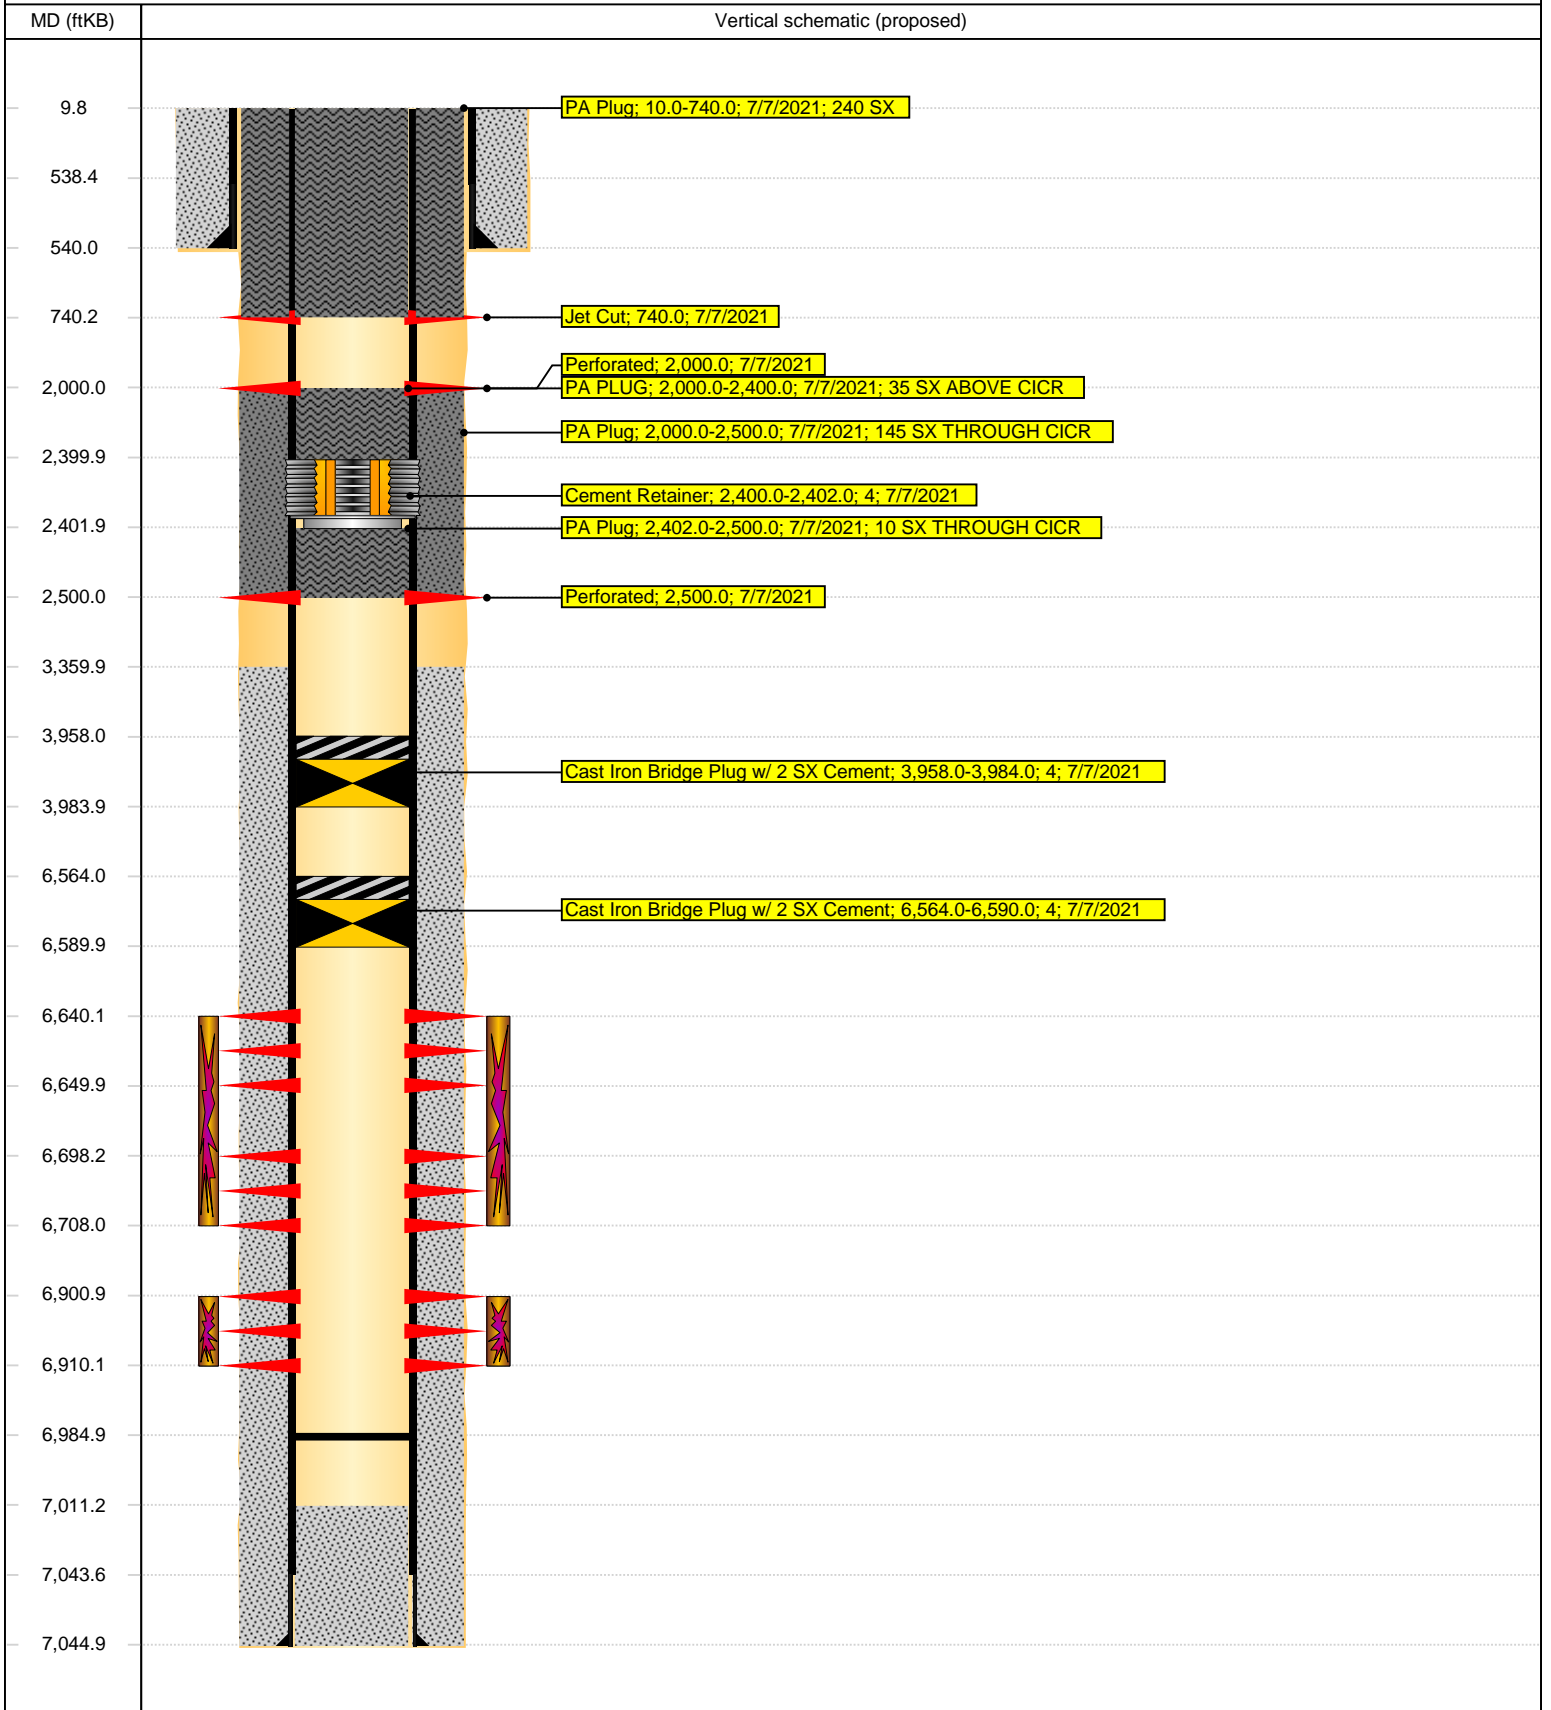 MD (ftKB)
Vertical schematic (proposed)
9.8
PA Plug; 10.0-740.0; 7/7/2021; 240 SX
538.4
540.0
740.2
Jet Cut; 740.0; 7/7/2021
Perforated; 2,000.0; 7/7/2021
2,000.0
PA PLUG; 2,000.0-2,400.0; 7/7/2021; 35 SX ABOVE CICR
PA Plug; 2,000.0-2,500.0; 7/7/2021; 145 SX THROUGH CICR
2,399.9
Cement Retainer; 2,400.0-2,402.0; 4; 7/7/2021
2,401.9
PA Plug; 2,402.0-2,500.0; 7/7/2021; 10 SX THROUGH CICR
2,500.0
Perforated; 2,500.0; 7/7/2021
3,359.9
3,958.0
Cast Iron Bridge Plug w/ 2 SX Cement; 3,958.0-3,984.0; 4; 7/7/2021
3,983.9
6,564.0
Cast Iron Bridge Plug w/ 2 SX Cement; 6,564.0-6,590.0; 4; 7/7/2021
6,589.9
6,640.1
6,649.9
6,698.2
6,708.0
6,900.9
6,910.1
6,984.9
7,011.2
7,043.6
7,044.9